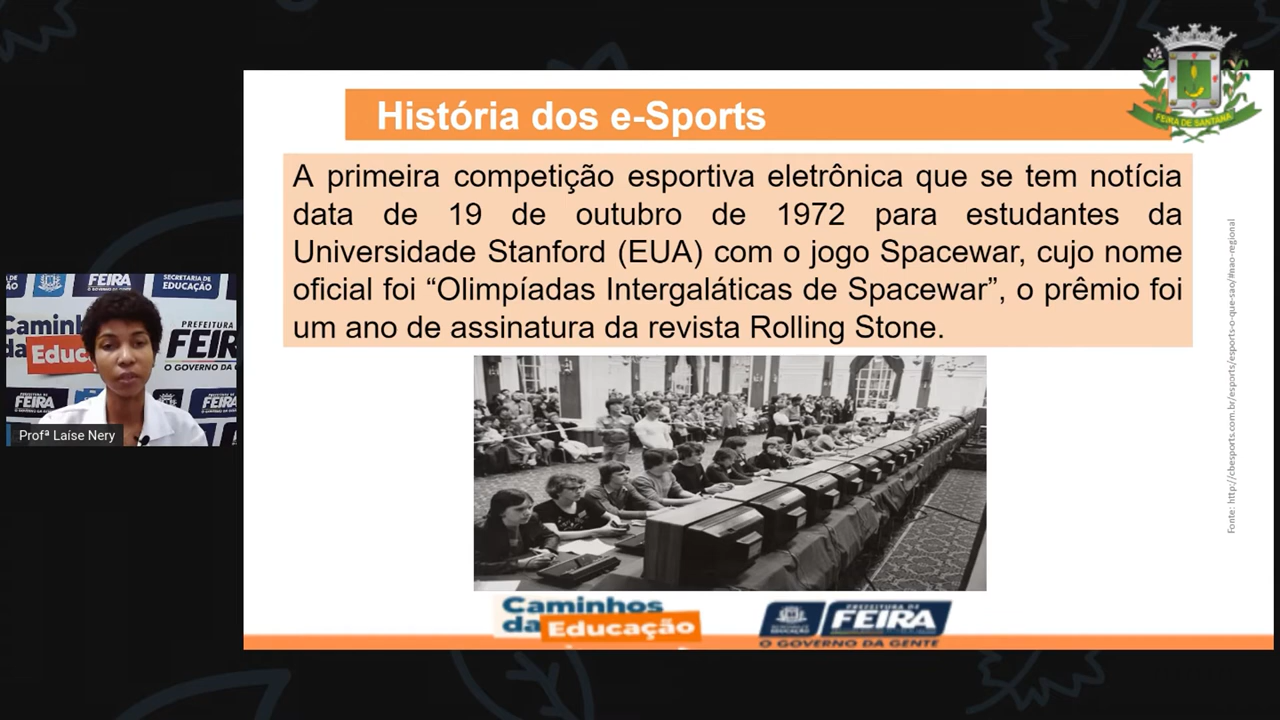 História dos e-Sports
FEIRA DE SANTANA
A primeira competição esportiva eletrônica que se tem notícia
data de 19 de outubro de 1972 para estudantes da
Universidade Stanford (EUA) com o jogo Spacewar, cujo nome
oficial foi “Olimpíadas Intergaláticas de Spacewar”, o prêmio foi
um ano de assinatura da revista Rolling Stone.
Fonte: http://cbesports.com.br/esports/esports-o-que-sao/#nao-regional
FEIRA
SECRETARIA DE
EDUCAÇÃO
Caminh
da Educ
PREFEITURA
FEIR
O GOVERNO DA
FEIRA
FEIRA
Profª Laíse Nery
Caminhos
da Educação
PREFEITURA DE
FEIRA
O GOVERNO DA GENTE